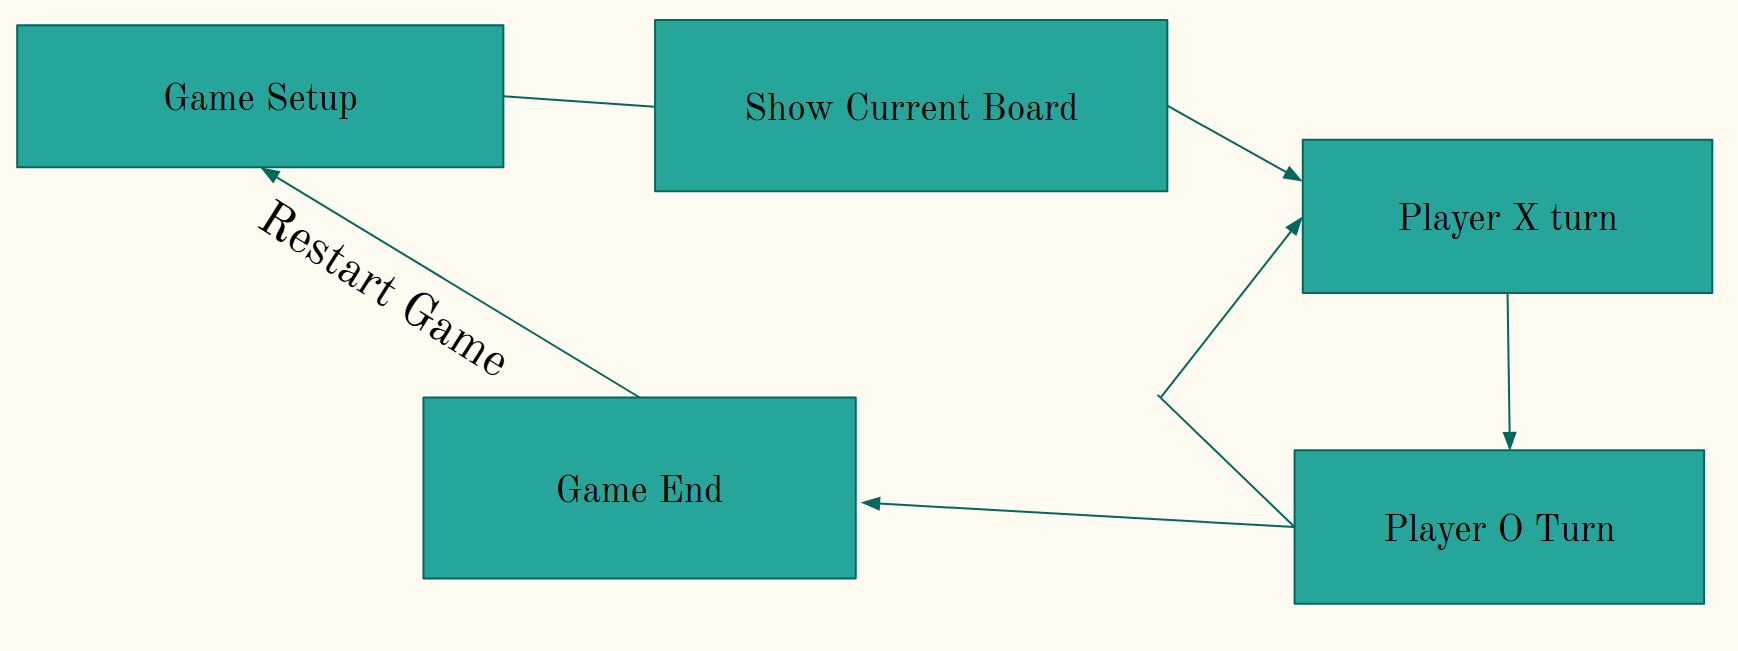 Game Setup
Show Current Board
Player X turn
Restart Game
Game End
Player O Turn